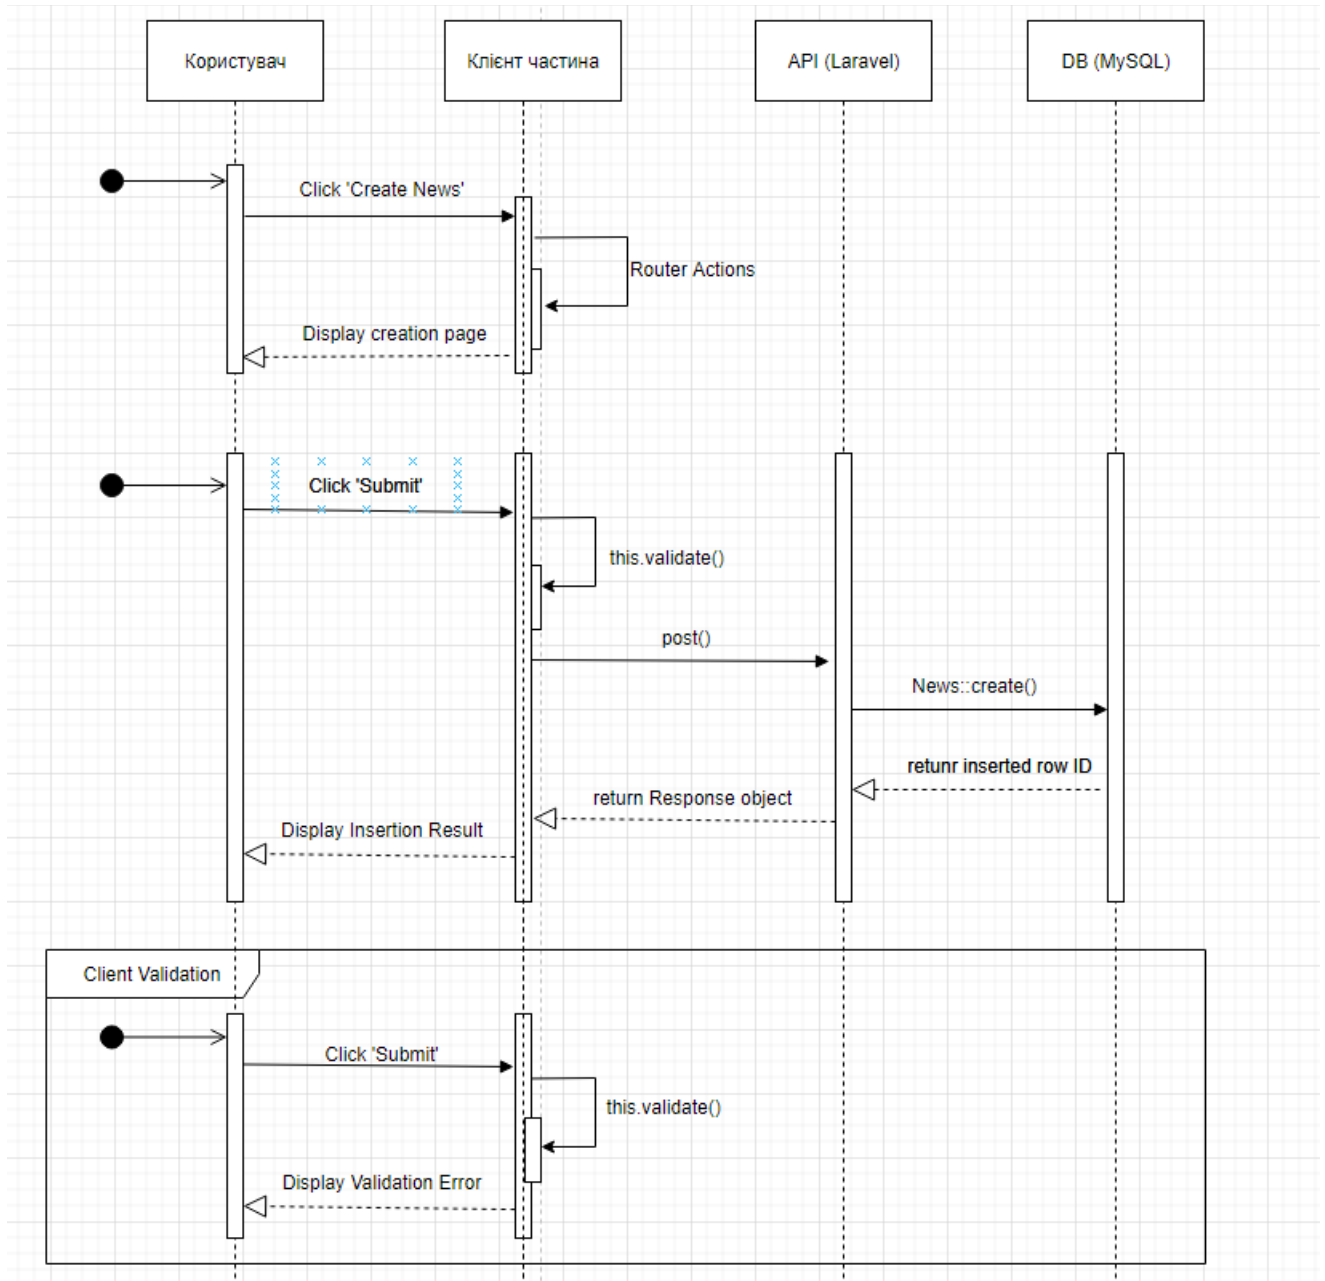 Користувач
Клієнт частина
API (Laravel)
DB (MySQL)
Click 'Create News'
Router Actions
Display creation page
Click 'Submit'
this.validate()
post()
News::create()
retunr inserted row ID
return Response object
Display Insertion Result
Client Validation
Click 'Submit'
this.validate()
Display Validation Error